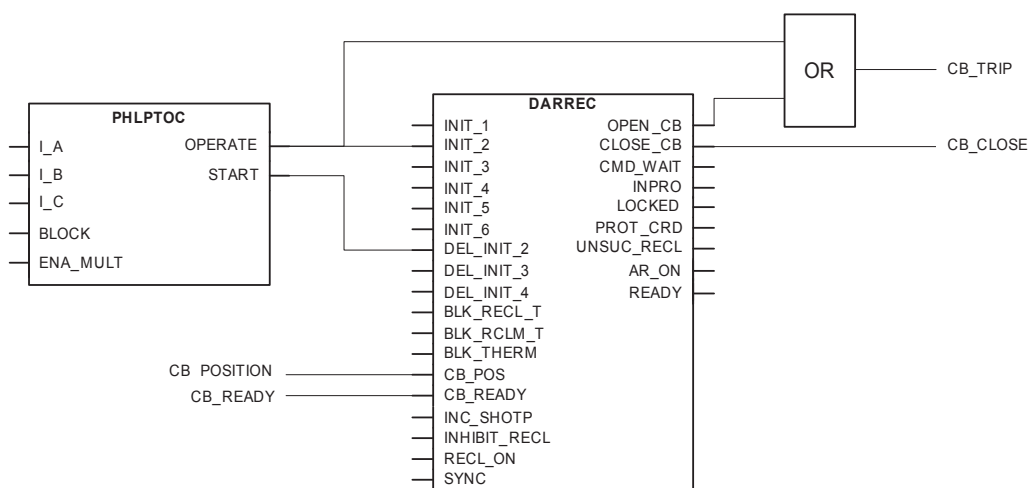 OR
CB_TRIP
DARREC
PHLPTOC
INIT_1
OPEN_CB
I_A
OPERATE
INIT_2
CLOSE_CB
CB_CLOSE
INIT_3
CMD_WAIT
I_B
START
INIT_4
INPRO
I_C
INIT_5
LOCKED
INIT_6
PROT_CRD
BLOCK
DEL_INIT_2
UNSUC_RECL
ENA_MULT
DEL_INIT_3
AR_ON
DEL_INIT_4
READY
BLK_RECL_T
BLK_RCLM_T
BLK_THERM
CB POSITION
CB_POS
CB_READY
CB_READY
INC_SHOTP
INHIBIT_RECL
RECL_ON
SYNC